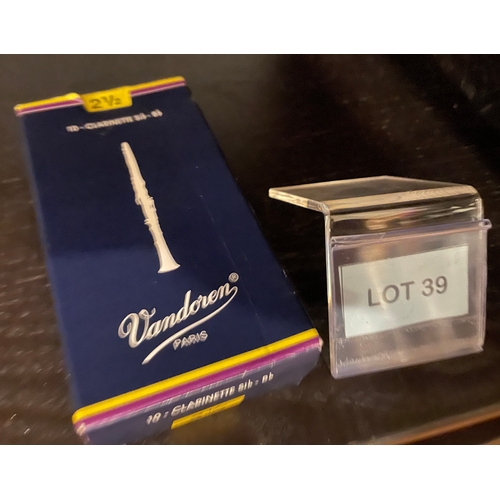 2½
10 - CLARINETTE Sib - Bb
Vandoren®
PARIS
10 - CLARINETTE Sib - Bb
LOT 39